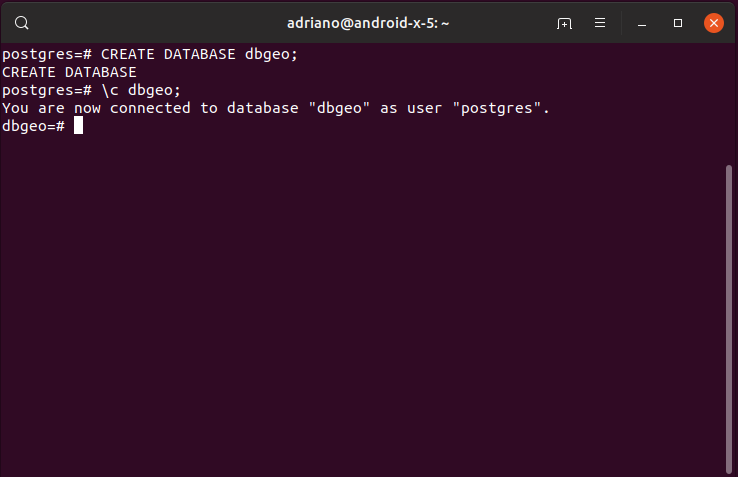 adriano@android-x-5: ~
postgres=# CREATE DATABASE dbgeo;
CREATE DATABASE
postgres=# \c dbgeo;
You are now connected to database "dbgeo" as user "postgres".
dbgeo=#